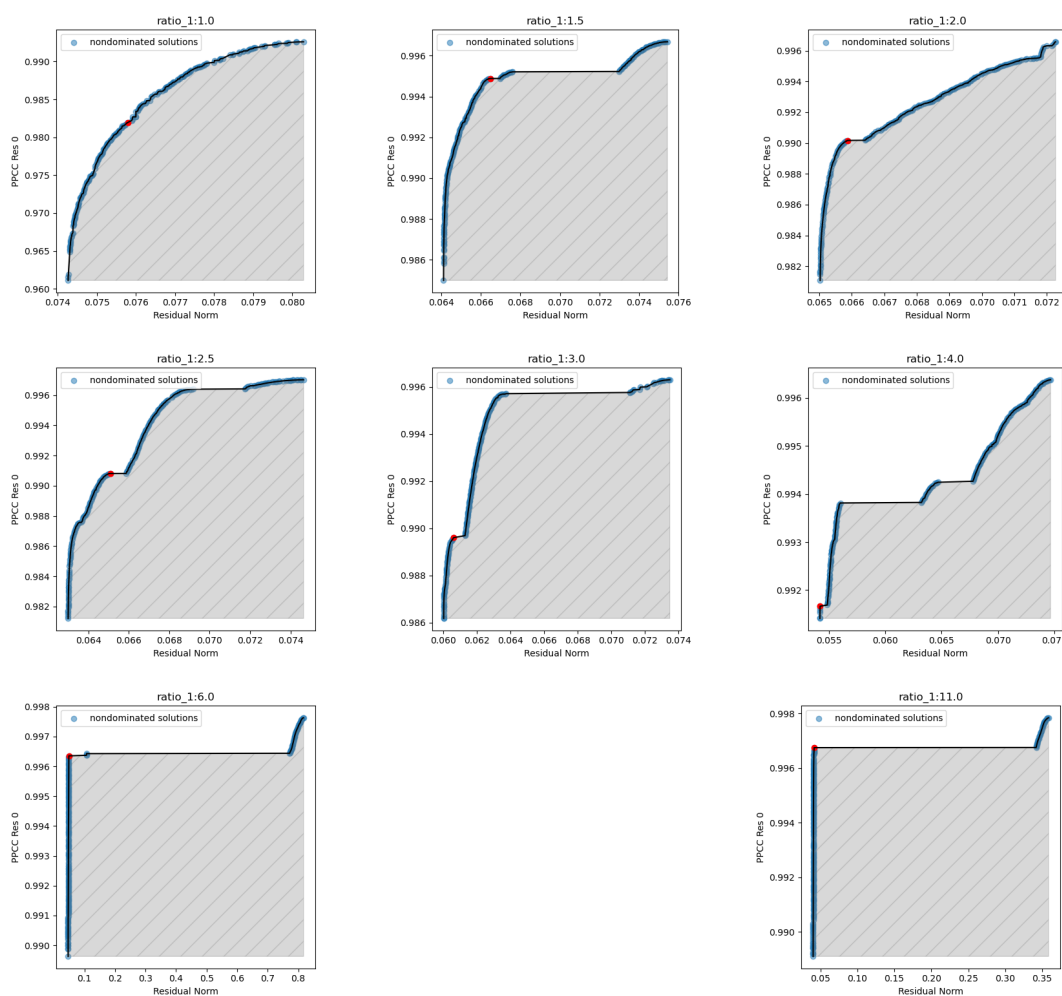 ratio_1:1.0
nondominated solutions
0.990
0.985
0.980
0.975
0.970
0.965
0.960
PPCC Res 0
0.074 0.075 0.076 0.077 0.078 0.079 0.080
Residual Norm
ratio_1:1.5
nondominated solutions
0.996
0.994
0.992
0.990
0.988
0.986
PPCC Res 0
0.064 0.066 0.068 0.070 0.072 0.074 0.076
Residual Norm
ratio_1:2.0
nondominated solutions
0.996
0.994
0.992
0.990
0.988
0.986
0.984
0.982
PPCC Res 0
0.065 0.066 0.067 0.068 0.069 0.070 0.071 0.072
Residual Norm
ratio_1:2.5
nondominated solutions
0.996
0.994
0.992
0.990
0.988
0.986
0.984
0.982
PPCC Res 0
0.064 0.066 0.068 0.070 0.072 0.074
Residual Norm
ratio_1:3.0
nondominated solutions
0.996
0.994
0.992
0.990
0.988
0.986
PPCC Res 0
0.060 0.062 0.064 0.066 0.068 0.070 0.072 0.074
Residual Norm
ratio_1:4.0
nondominated solutions
0.996
0.995
0.994
0.993
0.992
PPCC Res 0
0.055 0.060 0.065 0.070 0.07
Residual Norm
ratio_1:6.0
nondominated solutions
0.998
0.997
0.996
0.995
0.994
0.993
0.992
0.991
0.990
PPCC Res 0
0.1 0.2 0.3 0.4 0.5 0.6 0.7 0.8
Residual Norm
ratio_1:11.0
nondominated solutions
0.998
0.996
0.994
0.992
0.990
PPCC Res 0
0.05 0.10 0.15 0.20 0.25 0.30 0.35
Residual Norm